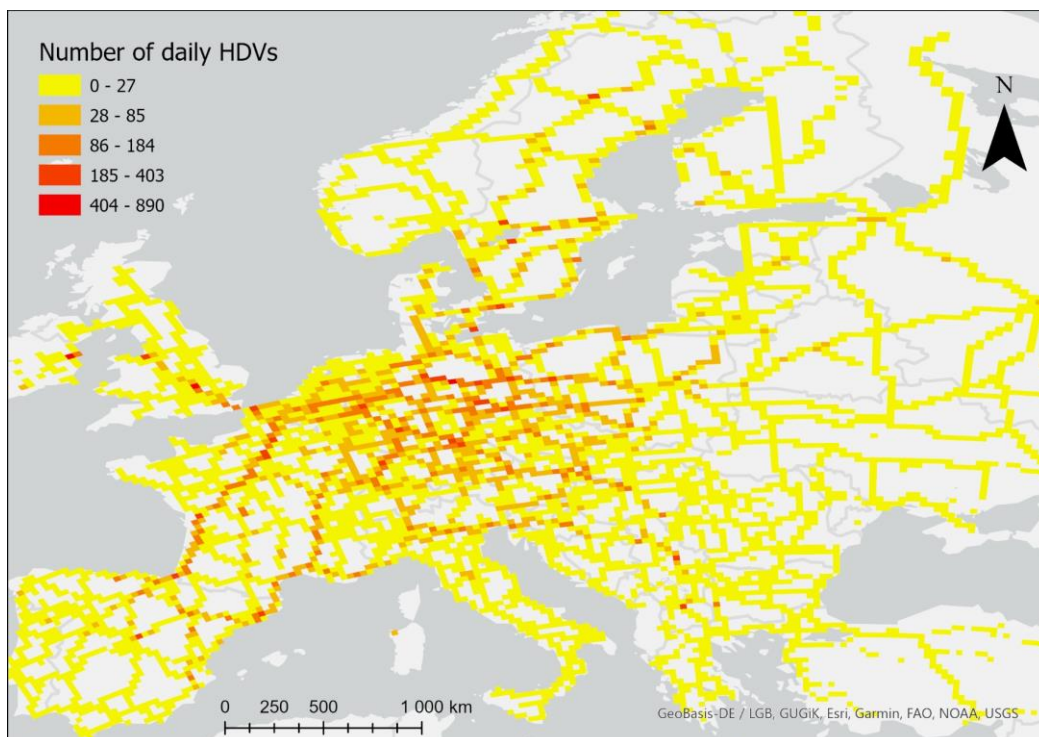 Number of daily HDVs
0 - 27
28 - 85
86 - 184
185 - 403
404 - 890
N
0 250 500 1 000 km
GeoBasis-DE / LGB, GUGiK, Esri, Garmin, FAO, NOAA, USGS